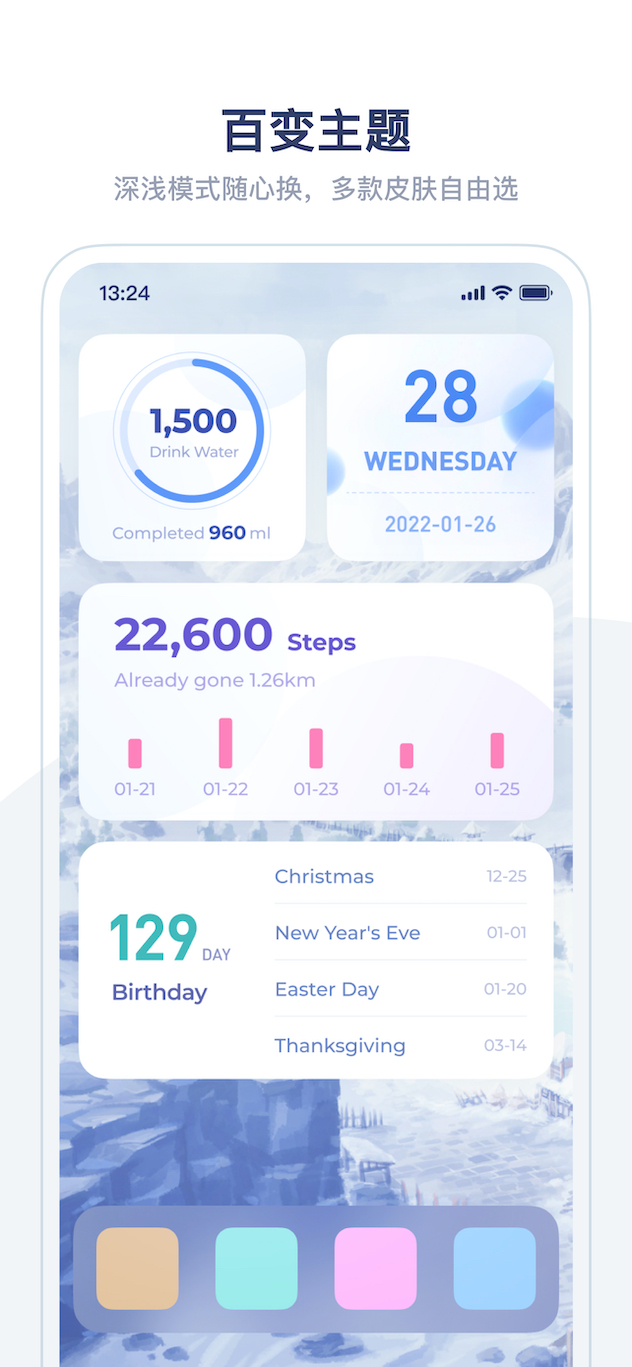 百变主题
深浅模式随心换，多款皮肤自由选
13:24
1,500
Drink Water
Completed 960 ml
28
WEDNESDAY
2022-01-26
22,600 Steps
Already gone 1.26km
01-21 01-22 01-23 01-24 01-25
129 DAY
Birthday
Christmas 12-25
New Year's Eve 01-01
Easter Day 01-20
Thanksgiving 03-14